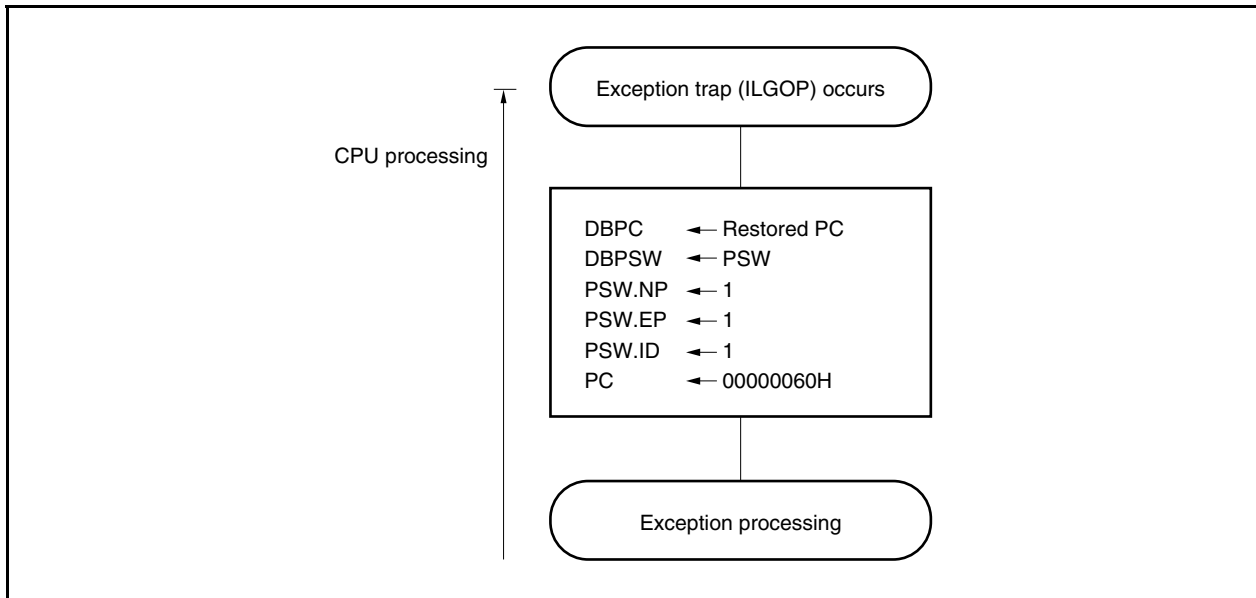 Exception trap (ILGOP) occurs
CPU processing
DBPC ← Restored PC
DBPSW ← PSW
PSW.NP ← 1
PSW.EP ← 1
PSW.ID ← 1
PC ← 00000060H
Exception processing